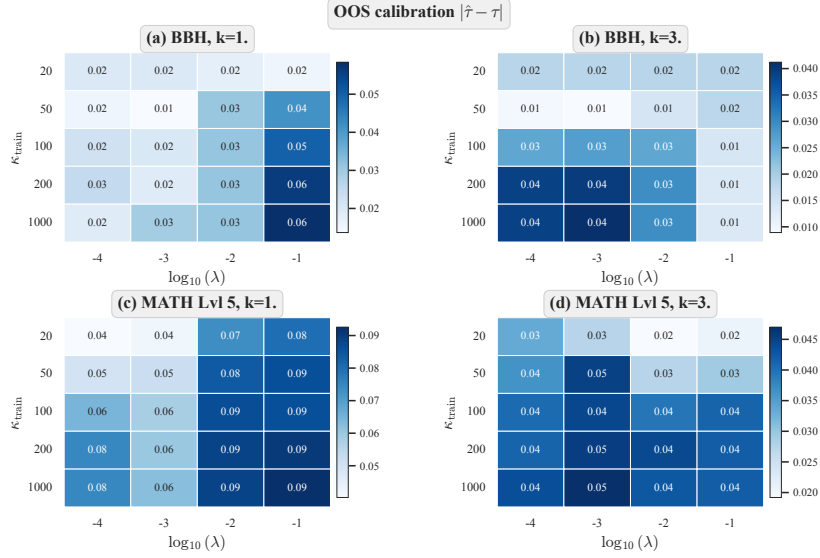 OOS calibration |τ̂ − τ|
(a) BBH, k=1.
20 0.02 0.02 0.02 0.02
50 0.02 0.01 0.03 0.04
100 0.02 0.02 0.03 0.05
200 0.03 0.02 0.03 0.06
1000 0.02 0.03 0.03 0.06
κtrain
-4 -3 -2 -1
log10 (λ)
0.05
0.04
0.03
0.02
(b) BBH, k=3.
20 0.02 0.02 0.02 0.02
50 0.01 0.01 0.01 0.02
100 0.03 0.03 0.03 0.01
200 0.04 0.04 0.03 0.01
1000 0.04 0.04 0.03 0.01
κtrain
-4 -3 -2 -1
log10 (λ)
0.040
0.035
0.030
0.025
0.020
0.015
0.010
(c) MATH Lvl 5, k=1.
20 0.04 0.04 0.07 0.08
50 0.05 0.05 0.08 0.09
100 0.06 0.06 0.09 0.09
200 0.08 0.06 0.09 0.09
1000 0.08 0.06 0.09 0.09
κtrain
-4 -3 -2 -1
log10 (λ)
0.09
0.08
0.07
0.06
0.05
(d) MATH Lvl 5, k=3.
20 0.03 0.03 0.02 0.02
50 0.04 0.05 0.03 0.03
100 0.04 0.04 0.04 0.04
200 0.04 0.05 0.04 0.04
1000 0.04 0.05 0.04 0.04
κtrain
-4 -3 -2 -1
log10 (λ)
0.045
0.040
0.035
0.030
0.025
0.020